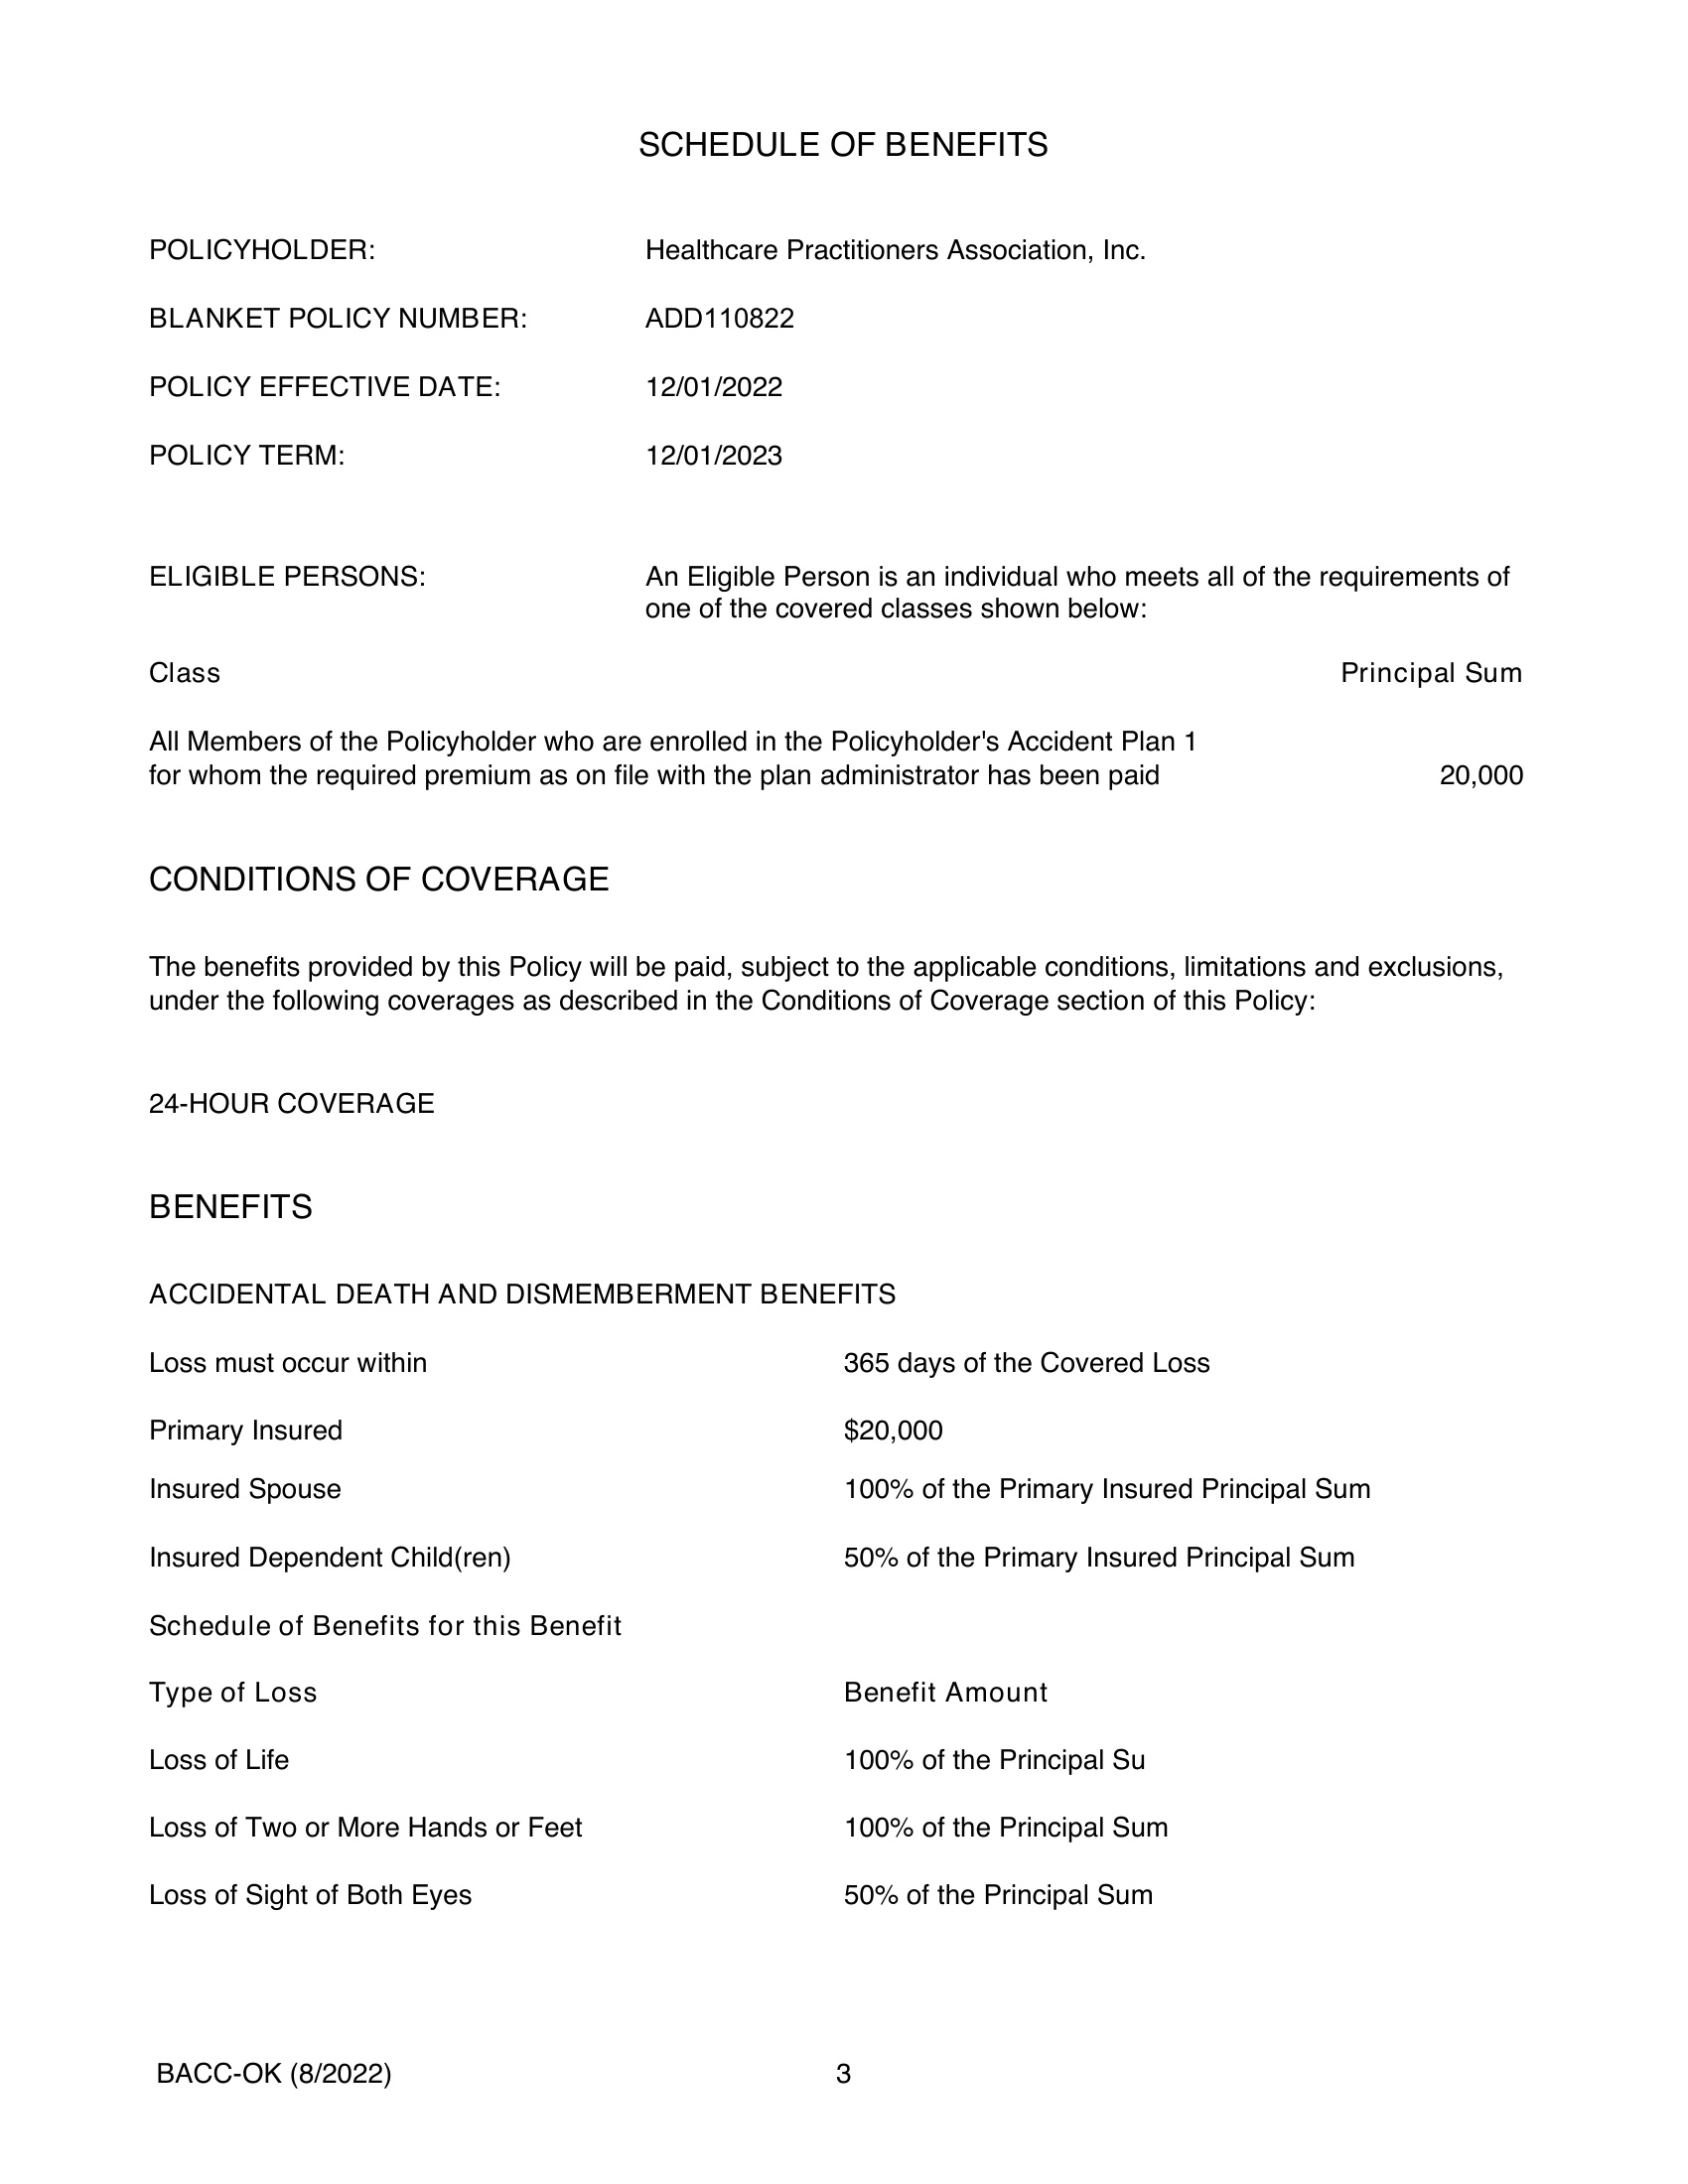 SCHEDULE OF BENEFITS
POLICYHOLDER: Healthcare Practitioners Association, Inc.
BLANKET POLICY NUMBER: ADD110822
POLICY EFFECTIVE DATE: 12/01/2022
POLICY TERM: 12/01/2023
ELIGIBLE PERSONS: An Eligible Person is an individual who meets all of the requirements of
one of the covered classes shown below:
Class Principal Sum
All Members of the Policyholder who are enrolled in the Policyholder's Accident Plan 1
for whom the required premium as on file with the plan administrator has been paid 20,000
CONDITIONS OF COVERAGE
The benefits provided by this Policy will be paid, subject to the applicable conditions, limitations and exclusions,
under the following coverages as described in the Conditions of Coverage section of this Policy:
24-HOUR COVERAGE
BENEFITS
ACCIDENTAL DEATH AND DISMEMBERMENT BENEFITS
Loss must occur within 365 days of the Covered Loss
Primary Insured $20,000
Insured Spouse 100% of the Primary Insured Principal Sum
Insured Dependent Child(ren) 50% of the Primary Insured Principal Sum
Schedule of Benefits for this Benefit
Type of Loss Benefit Amount
Loss of Life 100% of the Principal Su
Loss of Two or More Hands or Feet 100% of the Principal Sum
Loss of Sight of Both Eyes 50% of the Principal Sum
BACC-OK (8/2022) 3